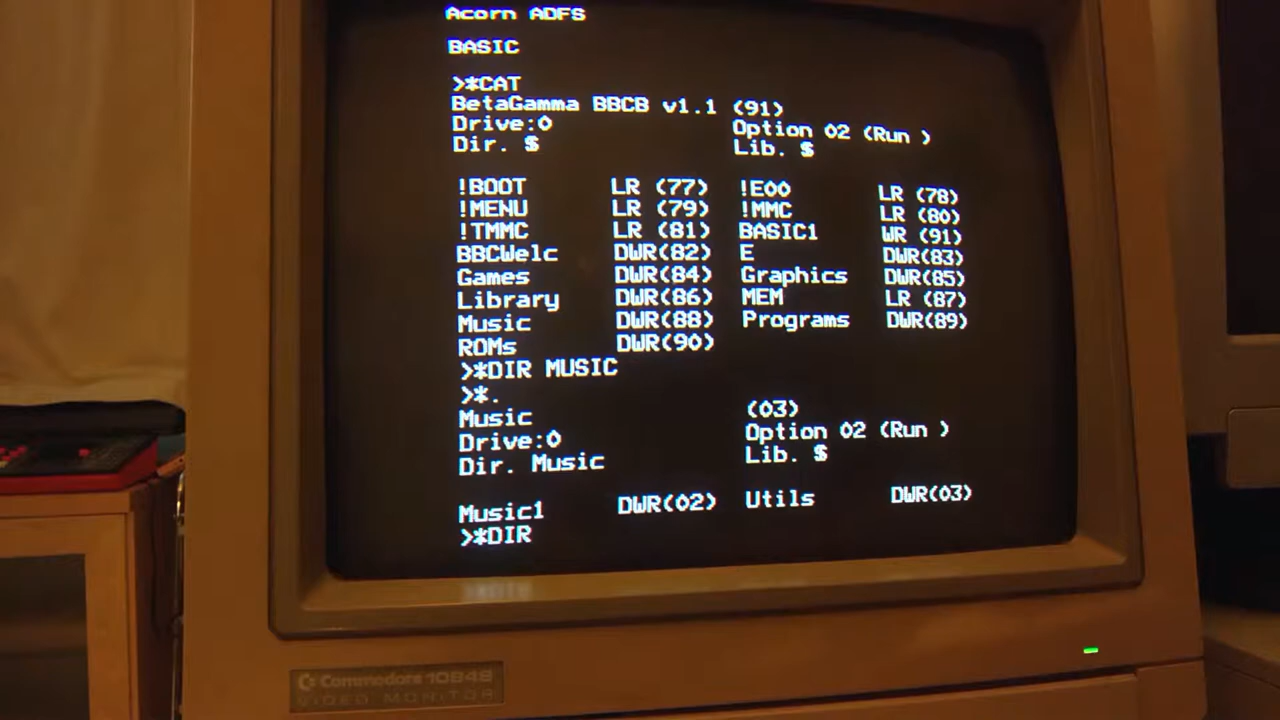 Acorn ADFS
BASIC
>*CAT
BetaGamma BBCB v1.1 (91)
Drive:0 Option 02 (Run )
Dir. $ Lib. $
!BOOT LR (77) !E00 LR (78)
!MENU LR (79) !MMC LR (80)
!TMMC LR (81) BASIC1 WR (91)
BBCWelc DWR(82) E DWR(83)
Games DWR(84) Graphics DWR(85)
Library DWR(86) MEM LR (87)
Music DWR(88) Programs DWR(89)
ROMs DWR(90)
>*DIR MUSIC
>*.
Music (03)
Drive:0 Option 02 (Run )
Dir. Music Lib. $
Music1 DWR(02) Utils DWR(03)
>*DIR
Commodore 1084S
VIDEO MONITOR